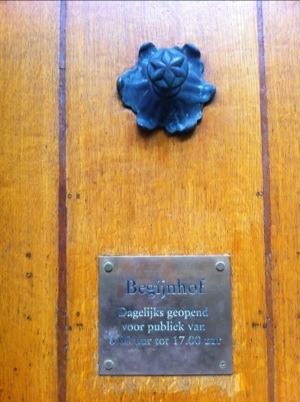 Begijnhof
Dagelijks geopend
voor publiek van
uur tot 17.00 uur